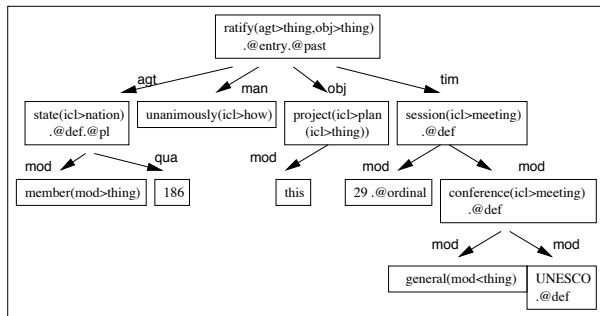 ratify(agt>thing,obj>thing)
.@entry.@past
agt
man
obj
tim
state(icl>nation)
.@def.@pl
unanimously(icl>how)
project(icl>plan
(icl>thing))
session(icl>meeting)
.@def
mod
qua
mod
mod
mod
member(mod>thing)
186
this
29 .@ordinal
conference(icl>meeting)
.@def
mod
mod
general(mod<thing)
UNESCO
.@def